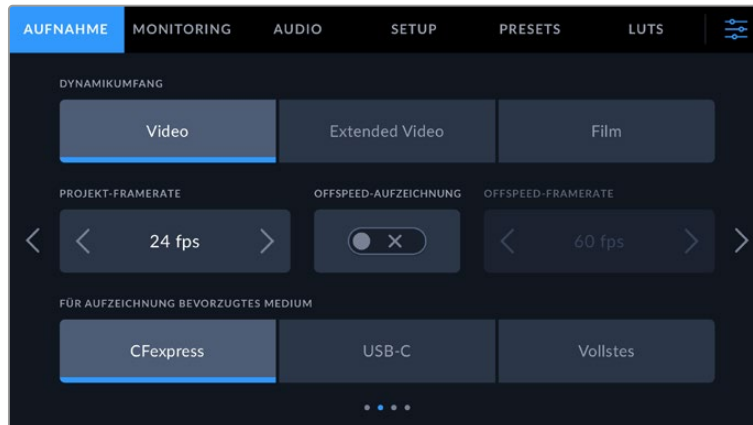 AUFNAHME MONITORING AUDIO SETUP PRESETS LUTS
DYNAMIKUMFANG
Video Extended Video Film
PROJEKT-FRAMERATE OFFSPEED-AUFZEICHNUNG OFFSPEED-FRAMERATE
24 fps 60 fps
FÜR AUFZEICHNUNG BEVORZUGTES MEDIUM
CFexpress USB-C Vollstes